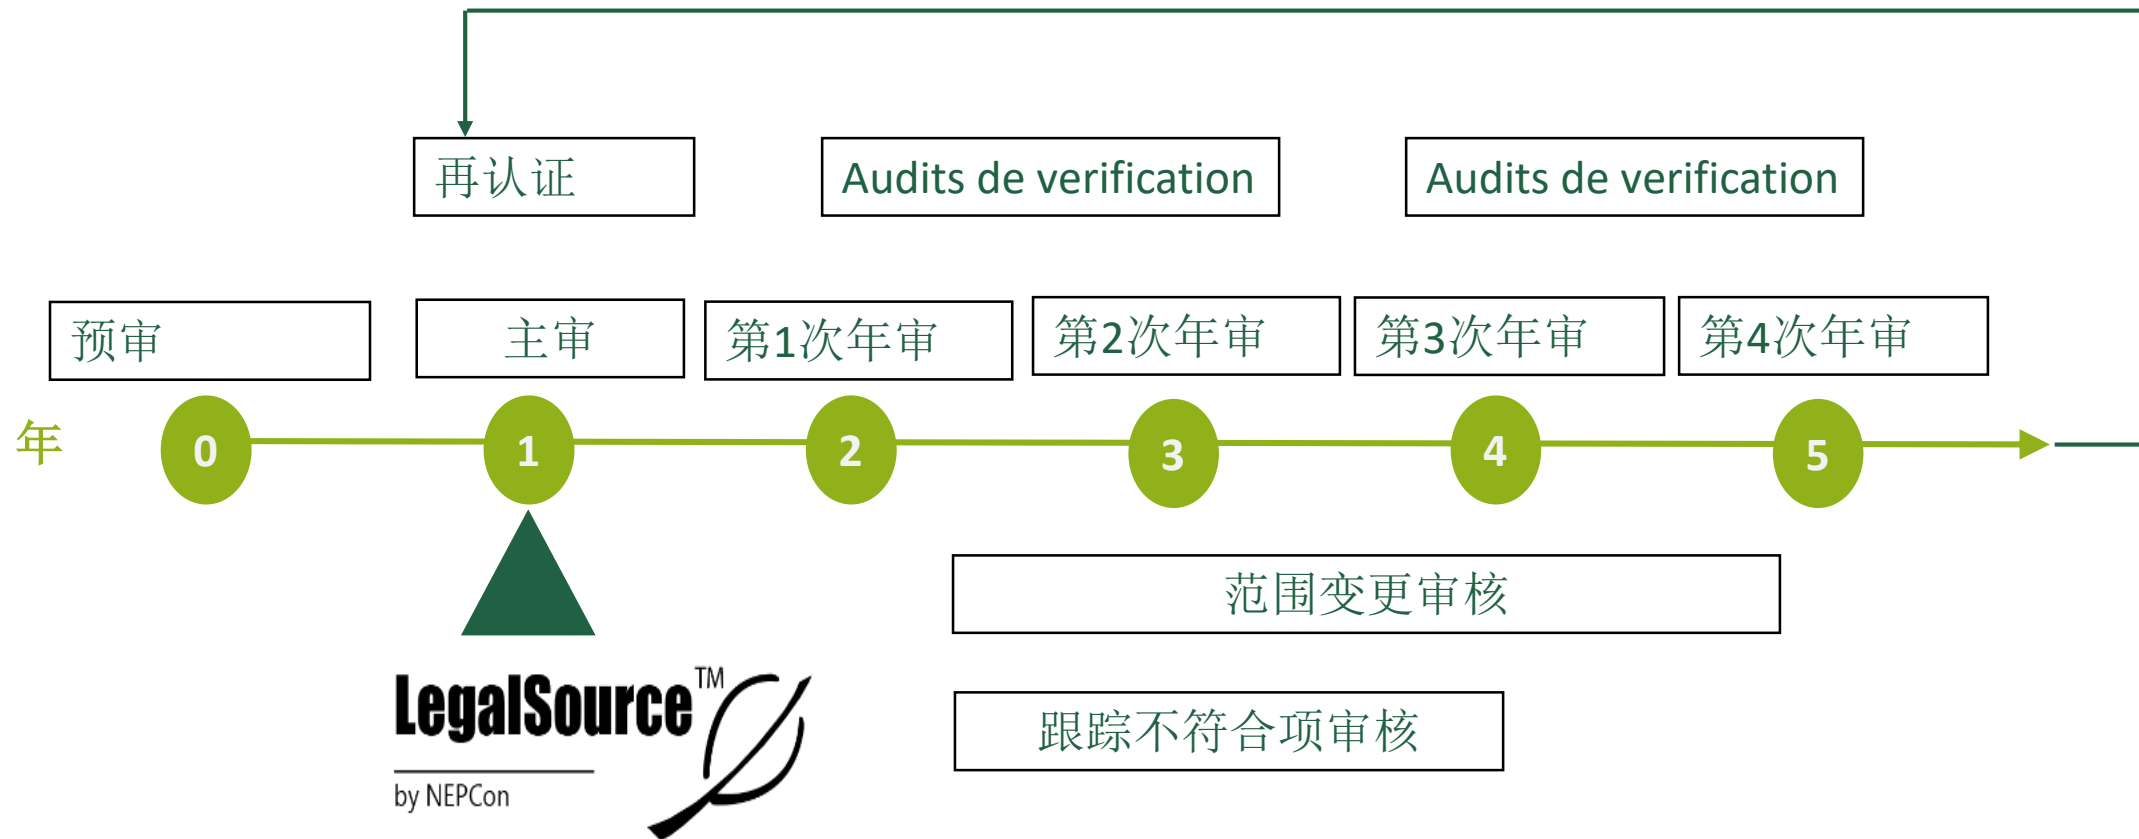 再认证
Audits de verification
Audits de verification
预审
主审
第1次年审
第2次年审
第3次年审
第4次年审
年
0
1
2
3
4
5
范围变更审核
LegalSource™
跟踪不符合项审核
by NEPCon